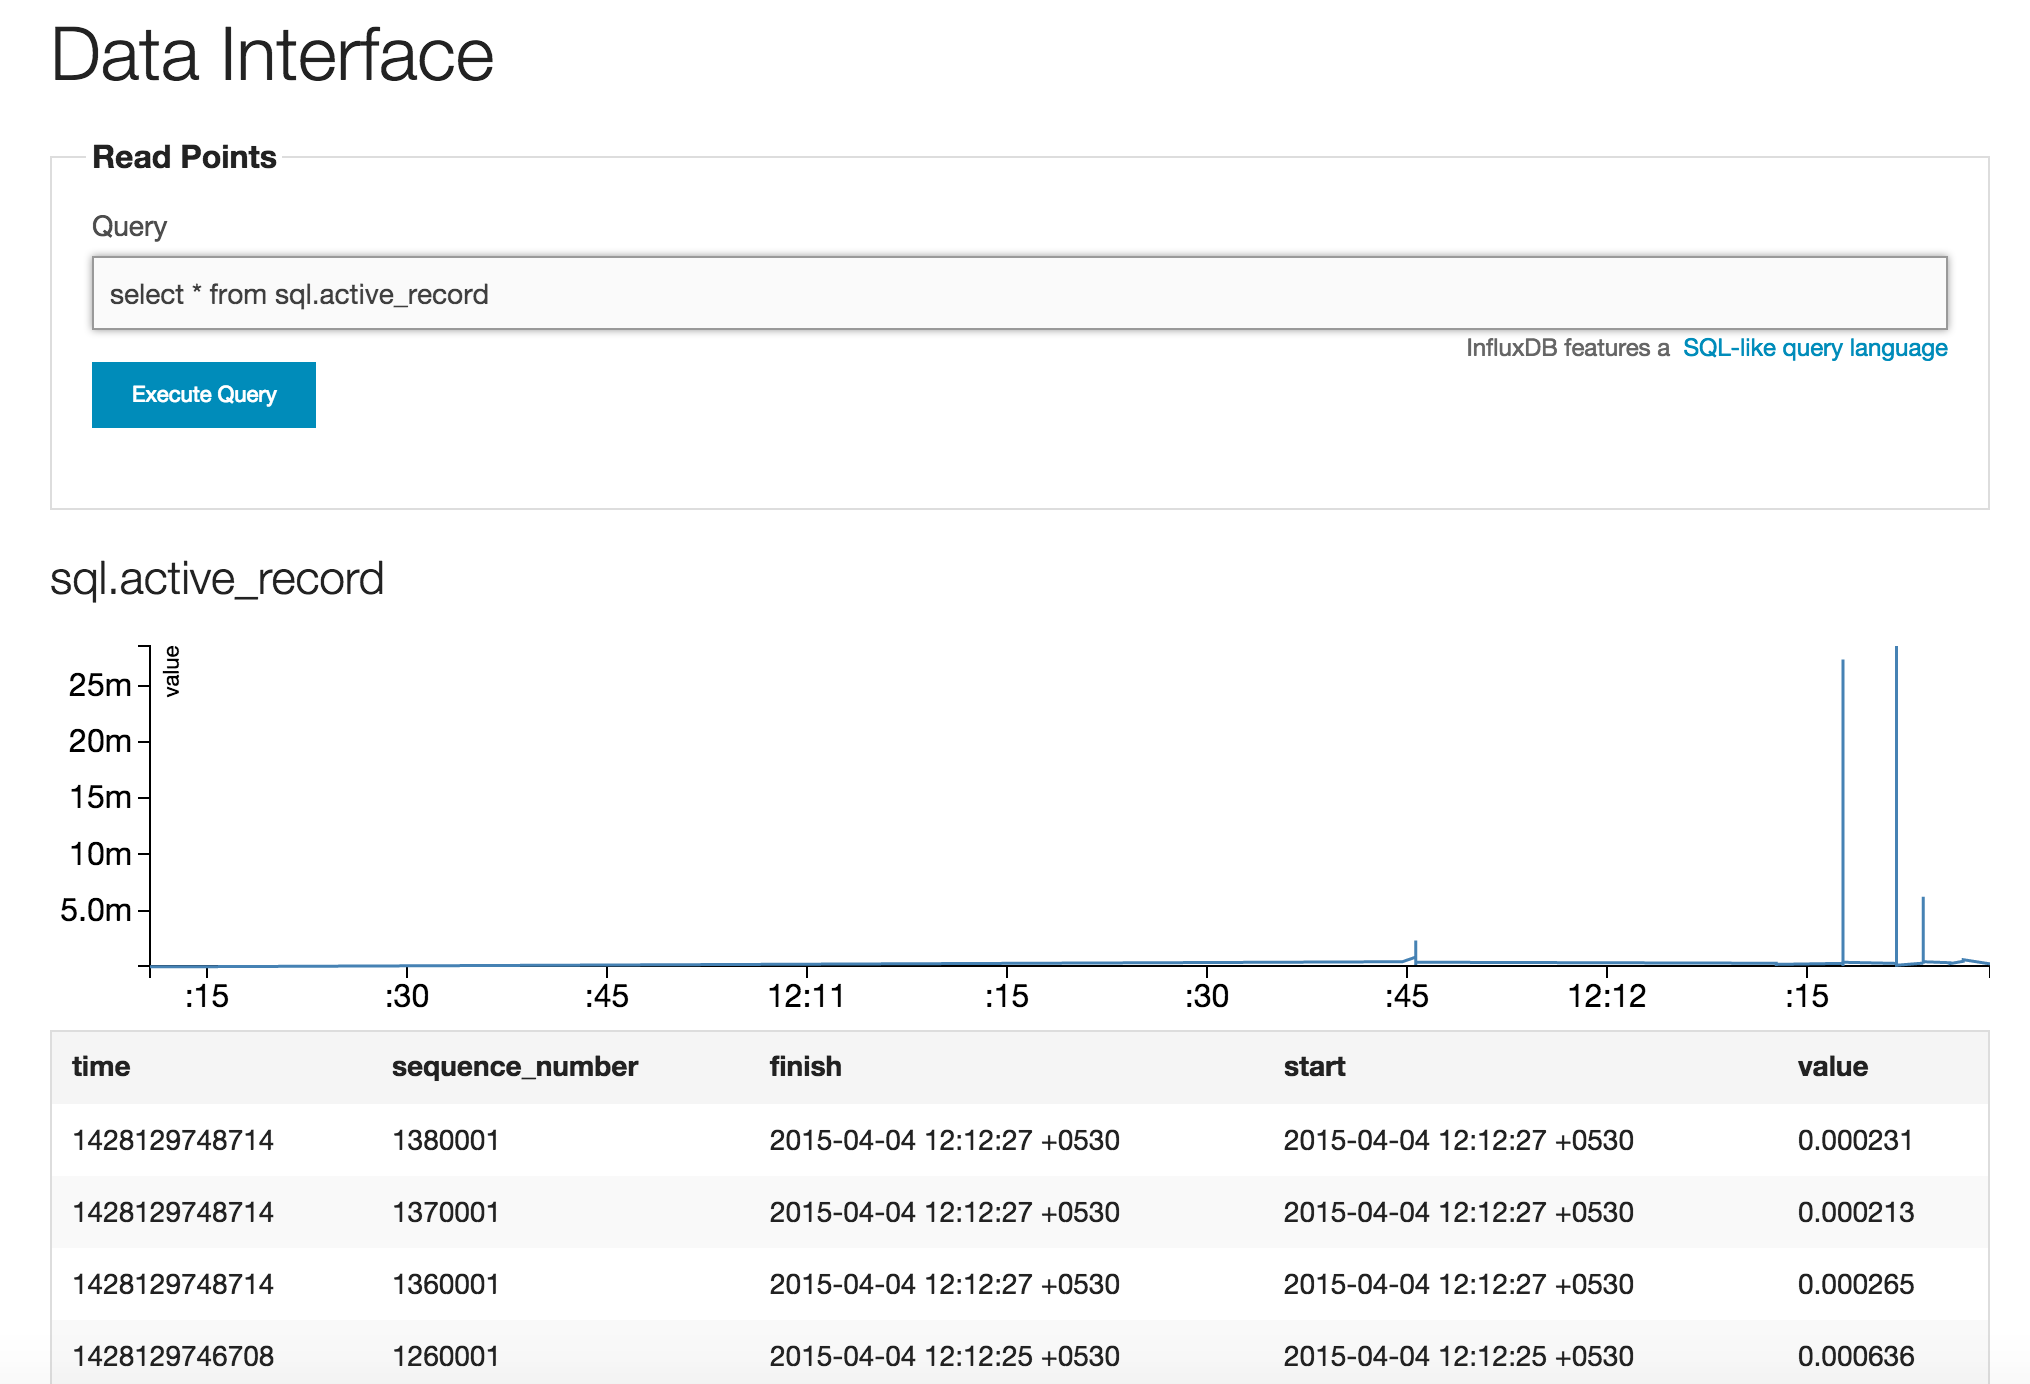 Data Interface
Read Points
Query
select * from sql.active_record
InfluxDB features a SQL-like query language
Execute Query
sql.active_record
value
25m
20m
15m
10m
5.0m
:15 :30 :45 12:11 :15 :30 :45 12:12 :15
time sequence_number finish start value
1428129748714 1380001 2015-04-04 12:12:27 +0530 2015-04-04 12:12:27 +0530 0.000231
1428129748714 1370001 2015-04-04 12:12:27 +0530 2015-04-04 12:12:27 +0530 0.000213
1428129748714 1360001 2015-04-04 12:12:27 +0530 2015-04-04 12:12:27 +0530 0.000265
1428129746708 1260001 2015-04-04 12:12:25 +0530 2015-04-04 12:12:25 +0530 0.000636